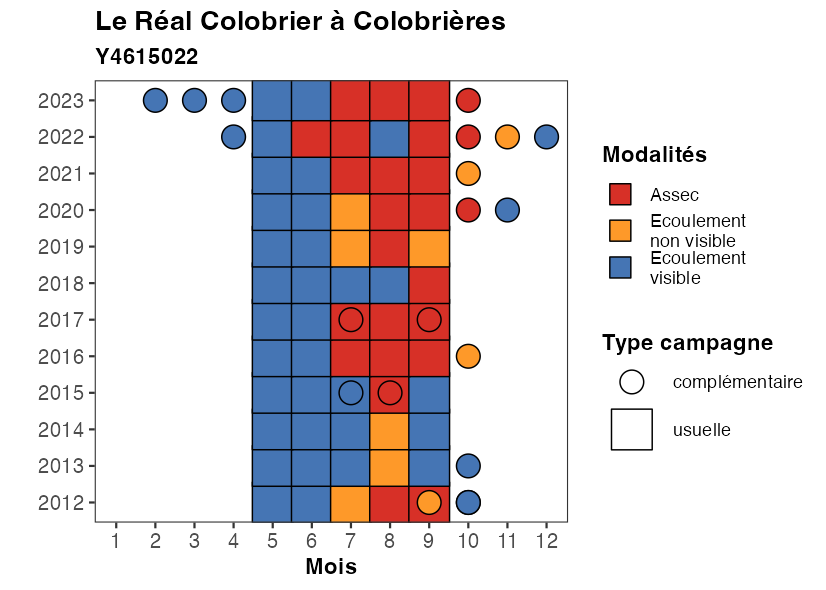 Le Réal Colobrier à Colobrières
Y4615022
2023
2022
2021
2020
2019
2018
2017
2016
2015
2014
2013
2012
1 2 3 4 5 6 7 8 9 10 11 12
Mois
Modalités
Assec
Ecoulement
non visible
Ecoulement
visible
Type campagne
complémentaire
usuelle